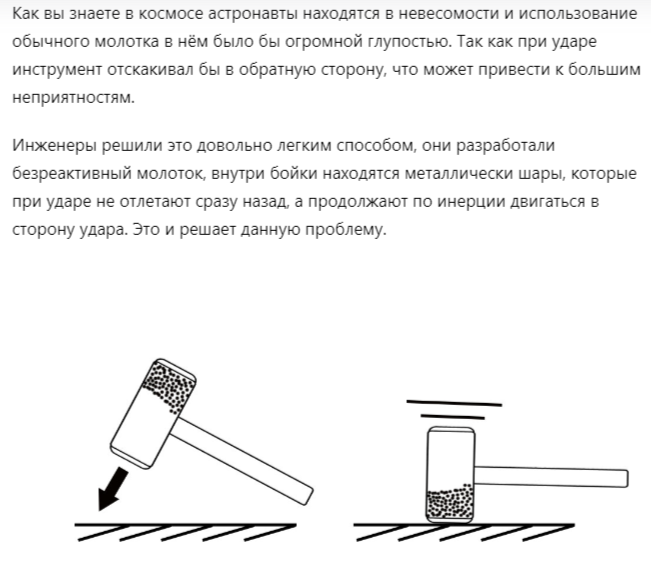 Как вы знаете в космосе астронавты находятся в невесомости и использование
обычного молотка в нём было бы огромной глупостью. Так как при ударе
инструмент отскакивал бы в обратную сторону, что может привести к большим
неприятностям.
Инженеры решили это довольно легким способом, они разработали
безреактивный молоток, внутри бойки находятся металлически шары, которые
при ударе не отлетают сразу назад, а продолжают по инерции двигаться в
сторону удара. Это и решает данную проблему.